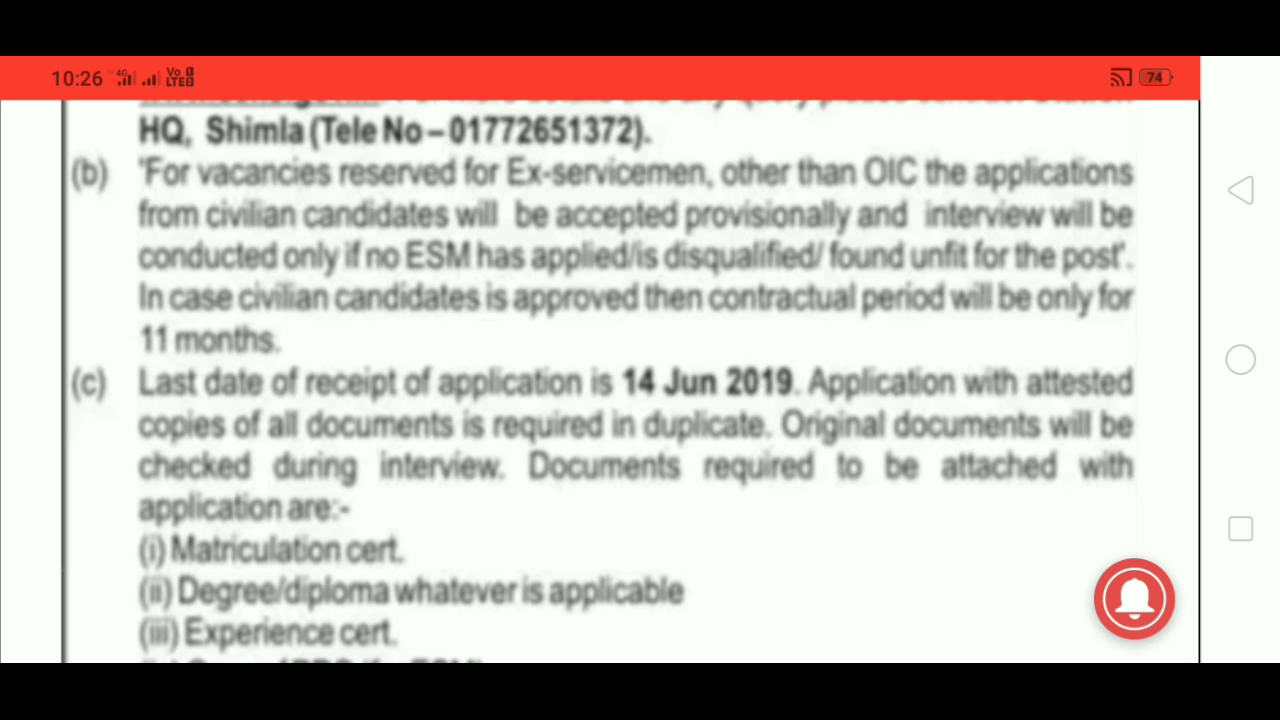 10:26 4G Vo LTE 74
HQ, Shimla (Tele No – 01772651372).
(b) 'For vacancies reserved for Ex-servicemen, other than OIC the applications
from civilian candidates will be accepted provisionally and interview will be
conducted only if no ESM has applied/is disqualified/ found unfit for the post'.
In case civilian candidates is approved then contractual period will be only for
11 months.
(c) Last date of receipt of application is 14 Jun 2019. Application with attested
copies of all documents is required in duplicate. Original documents will be
checked during interview. Documents required to be attached with
application are:-
(i) Matriculation cert.
(ii) Degree/diploma whatever is applicable
(iii) Experience cert.